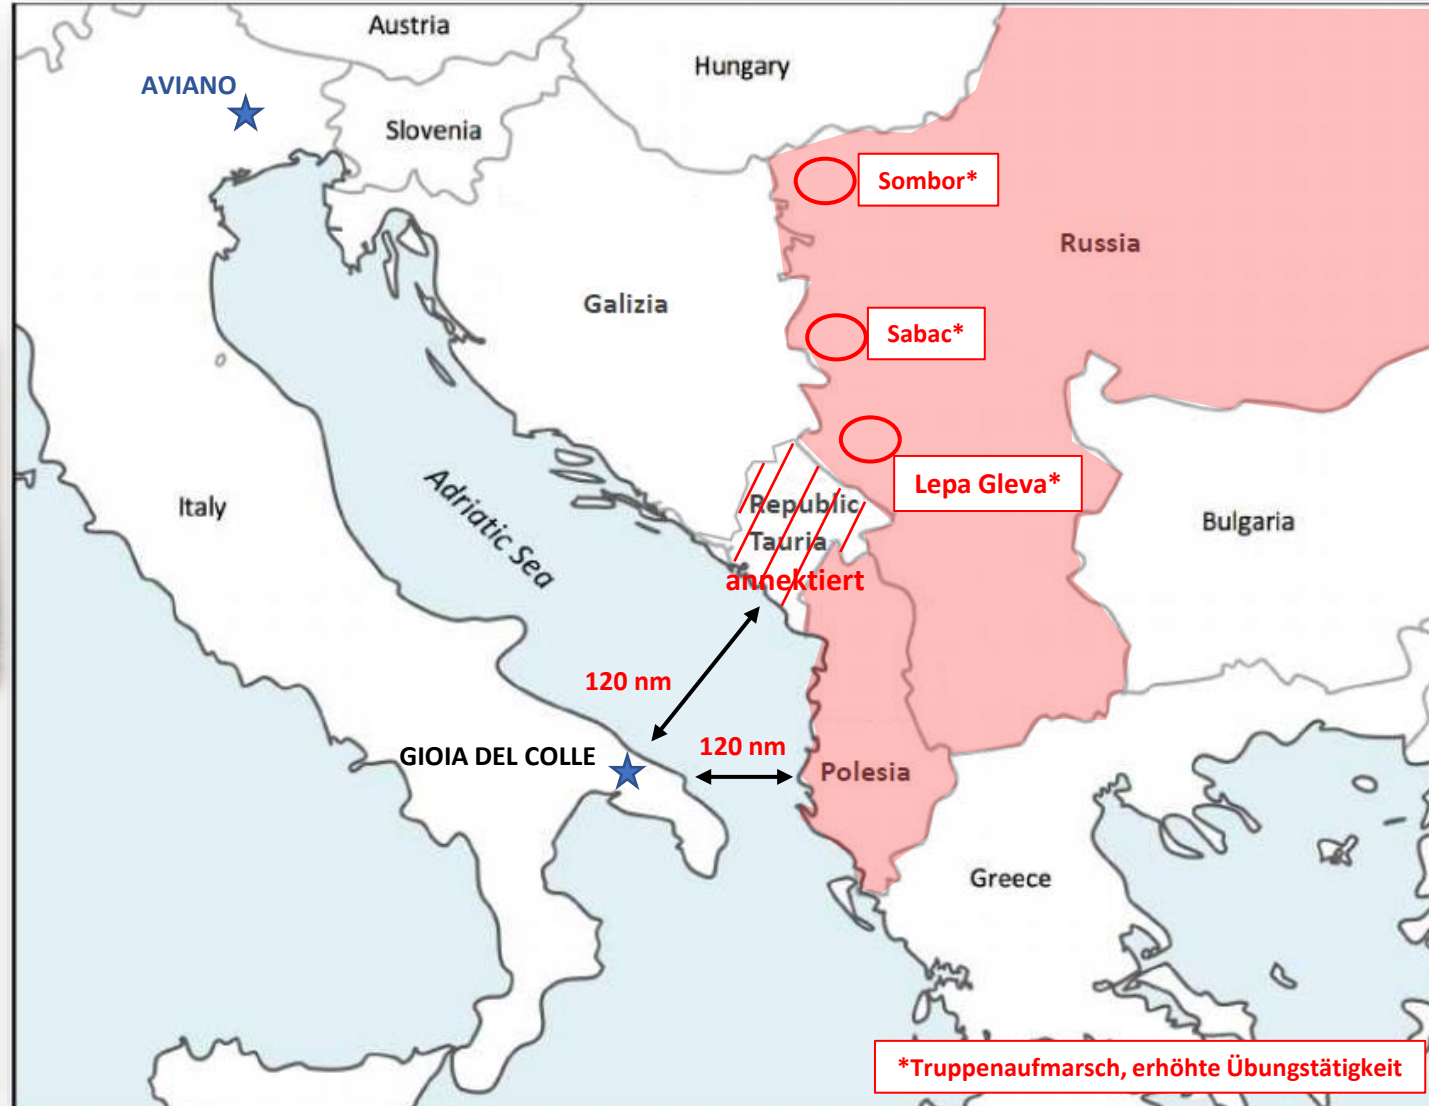 Austria
Hungary
AVIANO
Slovenia
Sombor*
Russia
Galizia
Sabac*
Lepa Gleva*
Italy
Adriatic Sea
Republic
Tauria
annektiert
Bulgaria
120 nm
120 nm
GIOIA DEL COLLE
Polesia
Greece
*Truppenaufmarsch, erhöhte Übungstätigkeit